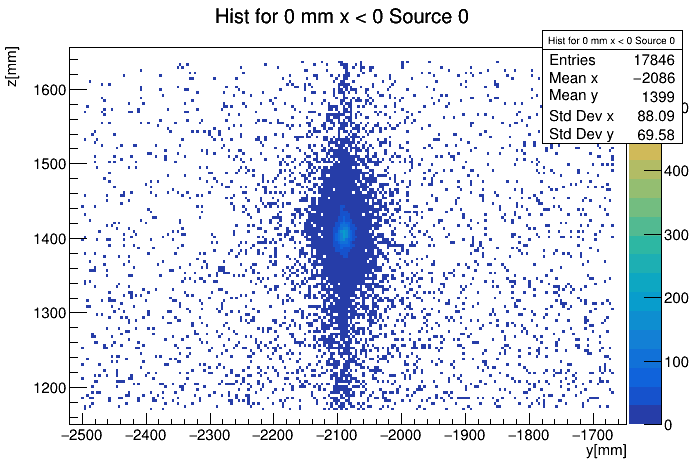 Hist for 0 mm x < 0 Source 0
Hist for 0 mm x < 0 Source 0
Entries 17846
Mean x −2086
Mean y 1399
Std Dev x 88.09
Std Dev y 69.58
z[mm]
1600
1500
1400
1300
1200
−2500 −2400 −2300 −2200 −2100 −2000 −1900 −1800 −1700
y[mm]
400
300
200
100
0